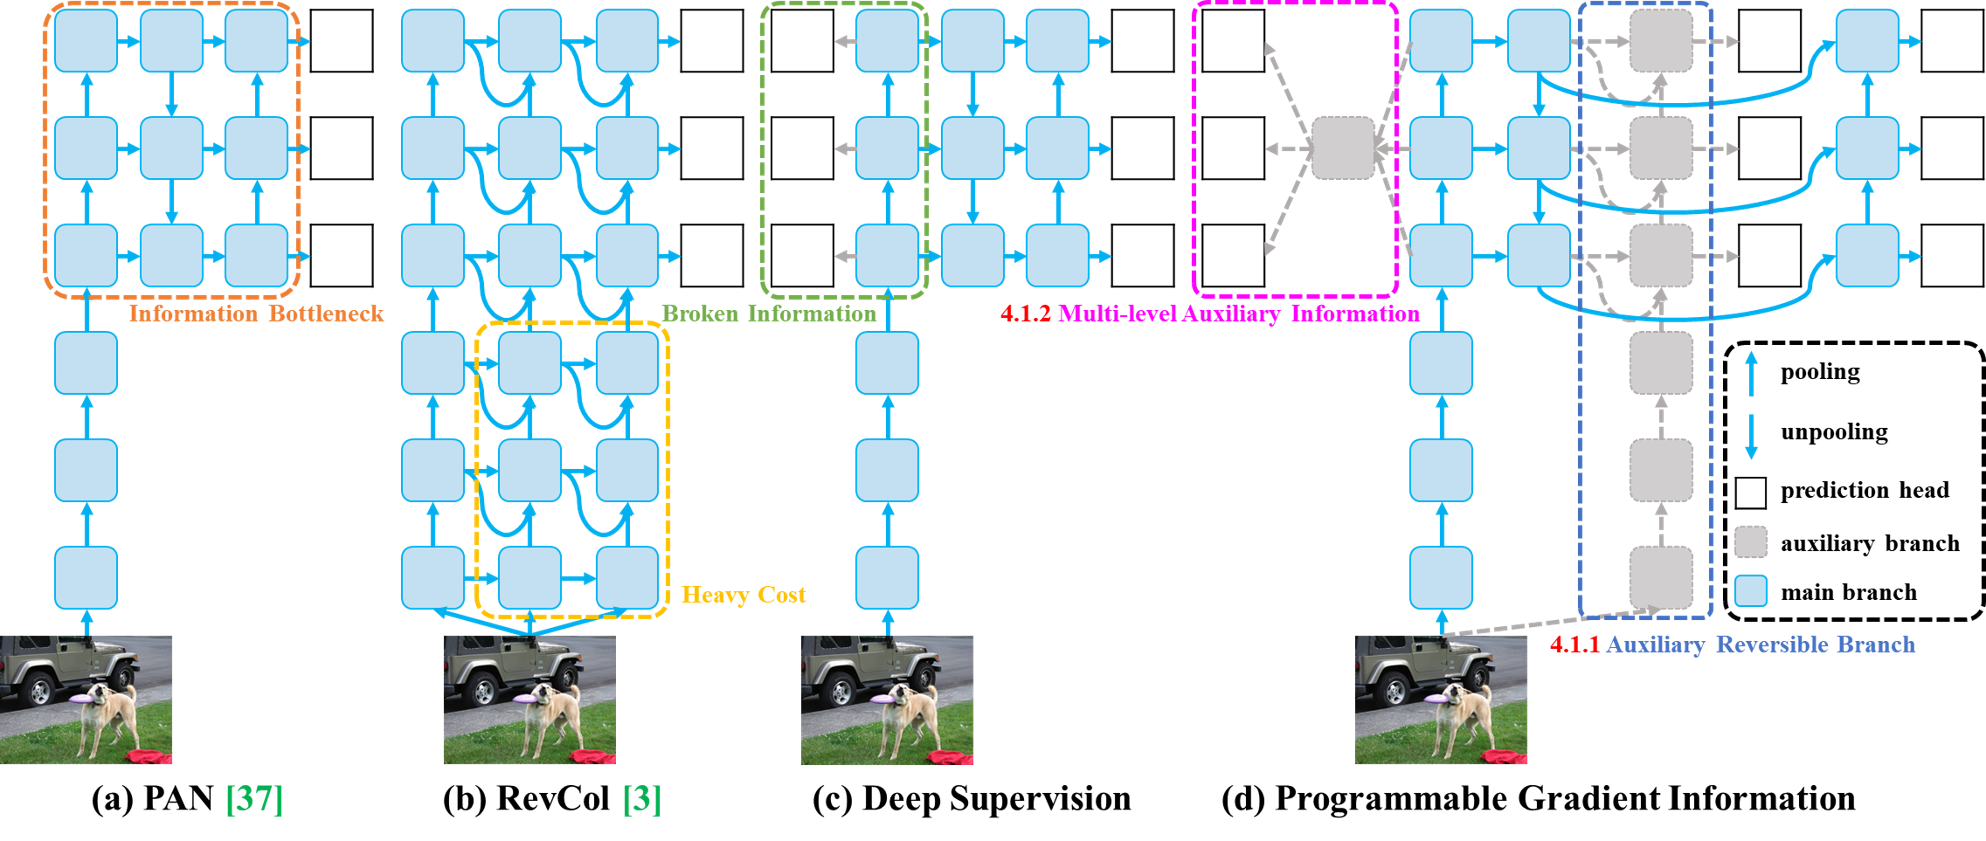 Information Bottleneck
Broken Information
4.1.2 Multi-level Auxiliary Information
pooling
unpooling
prediction head
auxiliary branch
main branch
Heavy Cost
4.1.1 Auxiliary Reversible Branch
(a) PAN [37]
(b) RevCol [3]
(c) Deep Supervision
(d) Programmable Gradient Information